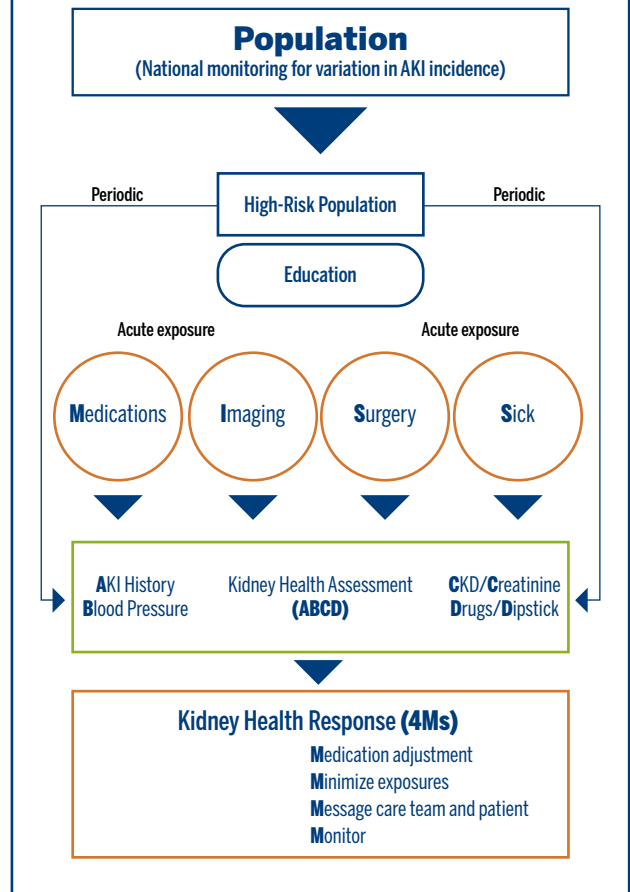 Population
(National monitoring for variation in AKI incidence)
Periodic
High-Risk Population
Periodic
Education
Acute exposure
Acute exposure
Medications
Imaging
Surgery
Sick
AKI History
Blood Pressure
Kidney Health Assessment
(ABCD)
CKD/Creatinine
Drugs/Dipstick
Kidney Health Response (4Ms)
Medication adjustment
Minimize exposures
Message care team and patient
Monitor